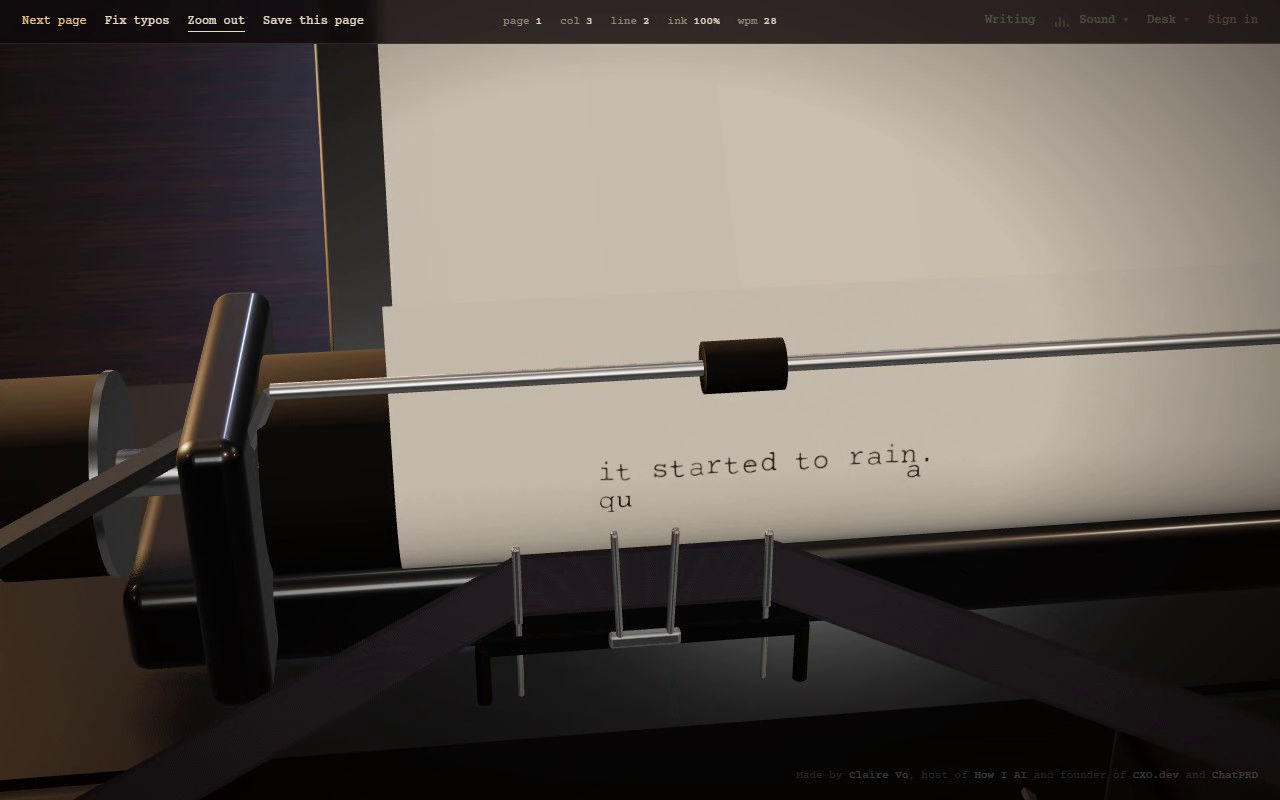 Next page Fix typos Zoom out Save this page page 1 col 3 line 2 ink 100% wpm 28 Writing Sound Desk Sign in
it started to rain.
a
qu
Made by Claire Vo, host of How I AI and founder of CXO.dev and ChatPRD